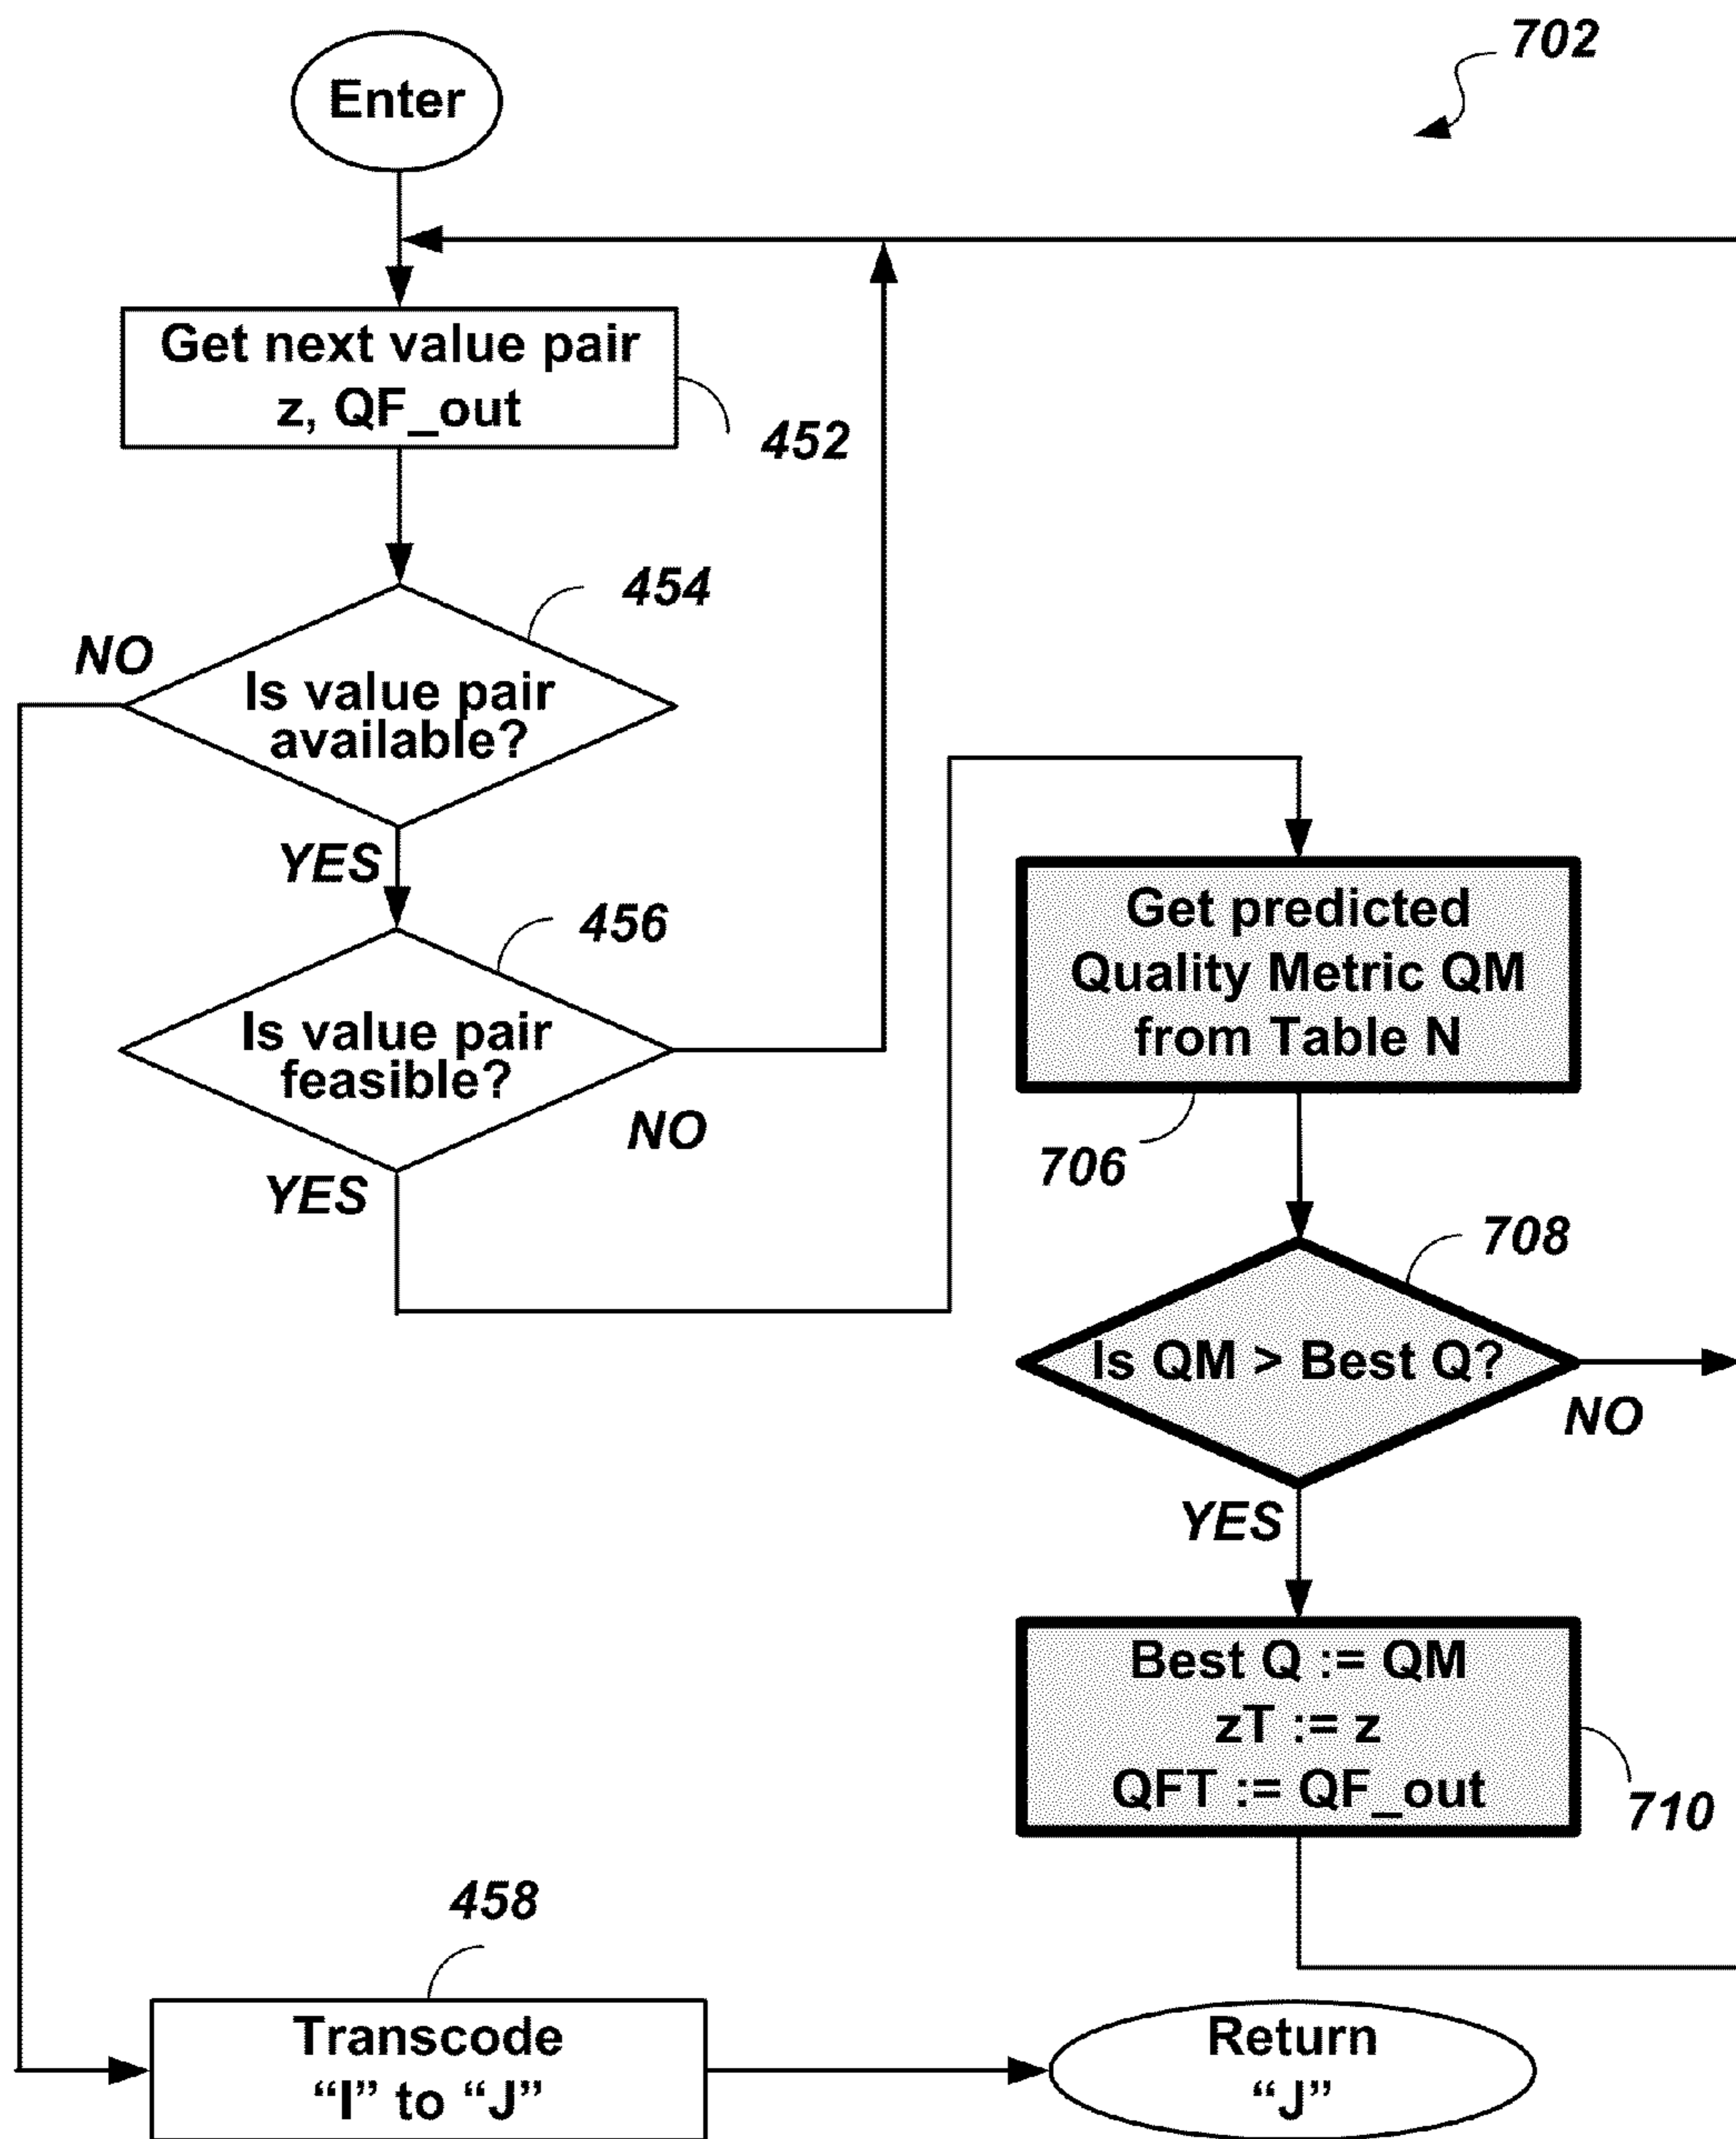 702
Enter
Get next value pair
z, QF_out
452
454
NO
Is value pair
available?
YES
456
Is value pair
feasible?
NO
YES
Get predicted
Quality Metric QM
from Table N
706
708
Is QM > Best Q?
NO
YES
Best Q := QM
zT := z
QFT := QF_out
710
458
Transcode
“I” to “J”
Return
“J”